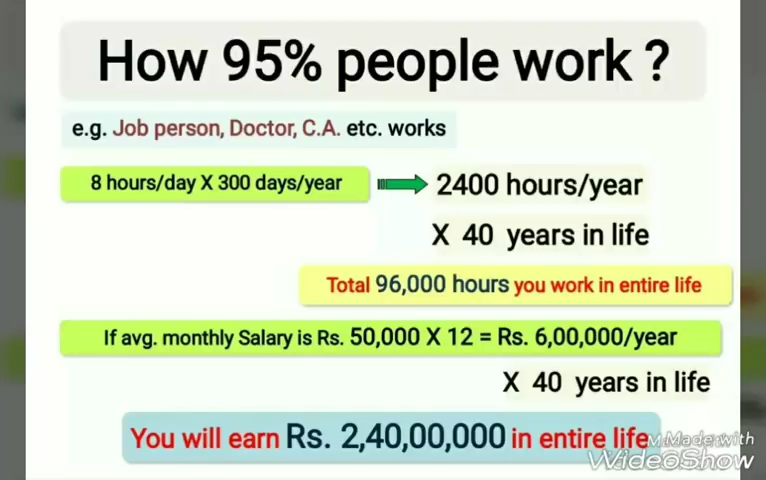 How 95% people work ?
e.g. Job person, Doctor, C.A. etc. works
8 hours/day X 300 days/year 2400 hours/year
X 40 years in life
Total 96,000 hours you work in entire life
If avg. monthly Salary is Rs. 50,000 X 12 = Rs. 6,00,000/year
X 40 years in life
You will earn Rs. 2,40,00,000 in entire life
Made with
VideoShow